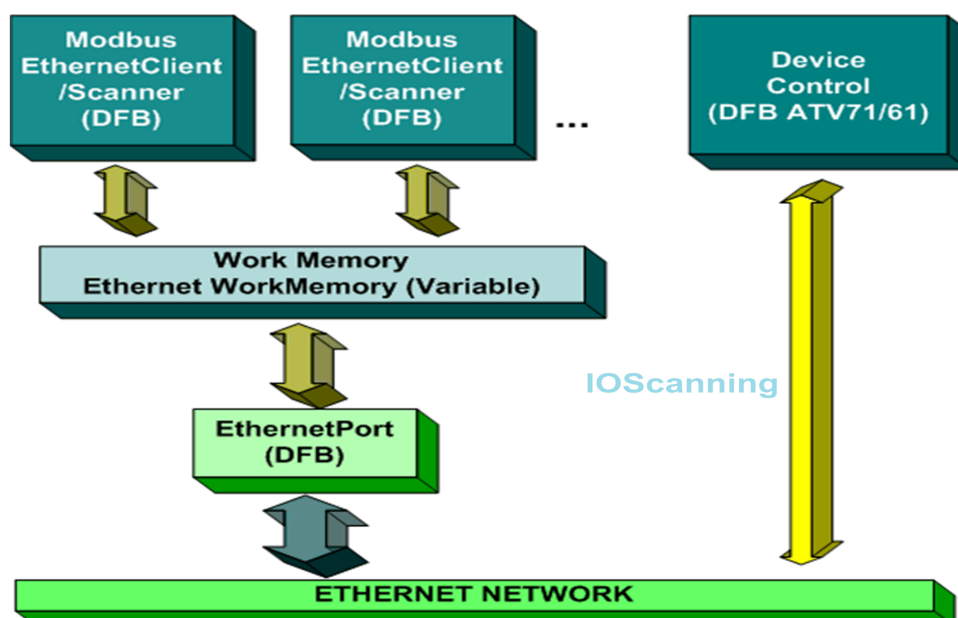 Modbus
EthernetClient
/Scanner
(DFB)
Modbus
EthernetClient
/Scanner
(DFB)
...
Device
Control
(DFB ATV71/61)
Work Memory
Ethernet WorkMemory (Variable)
IOScanning
EthernetPort
(DFB)
ETHERNET NETWORK